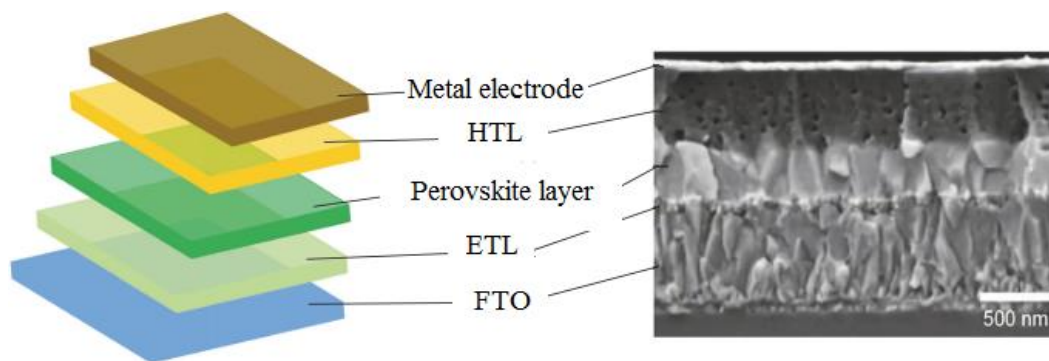 Metal electrode
HTL
Perovskite layer
ETL
FTO
500 nm